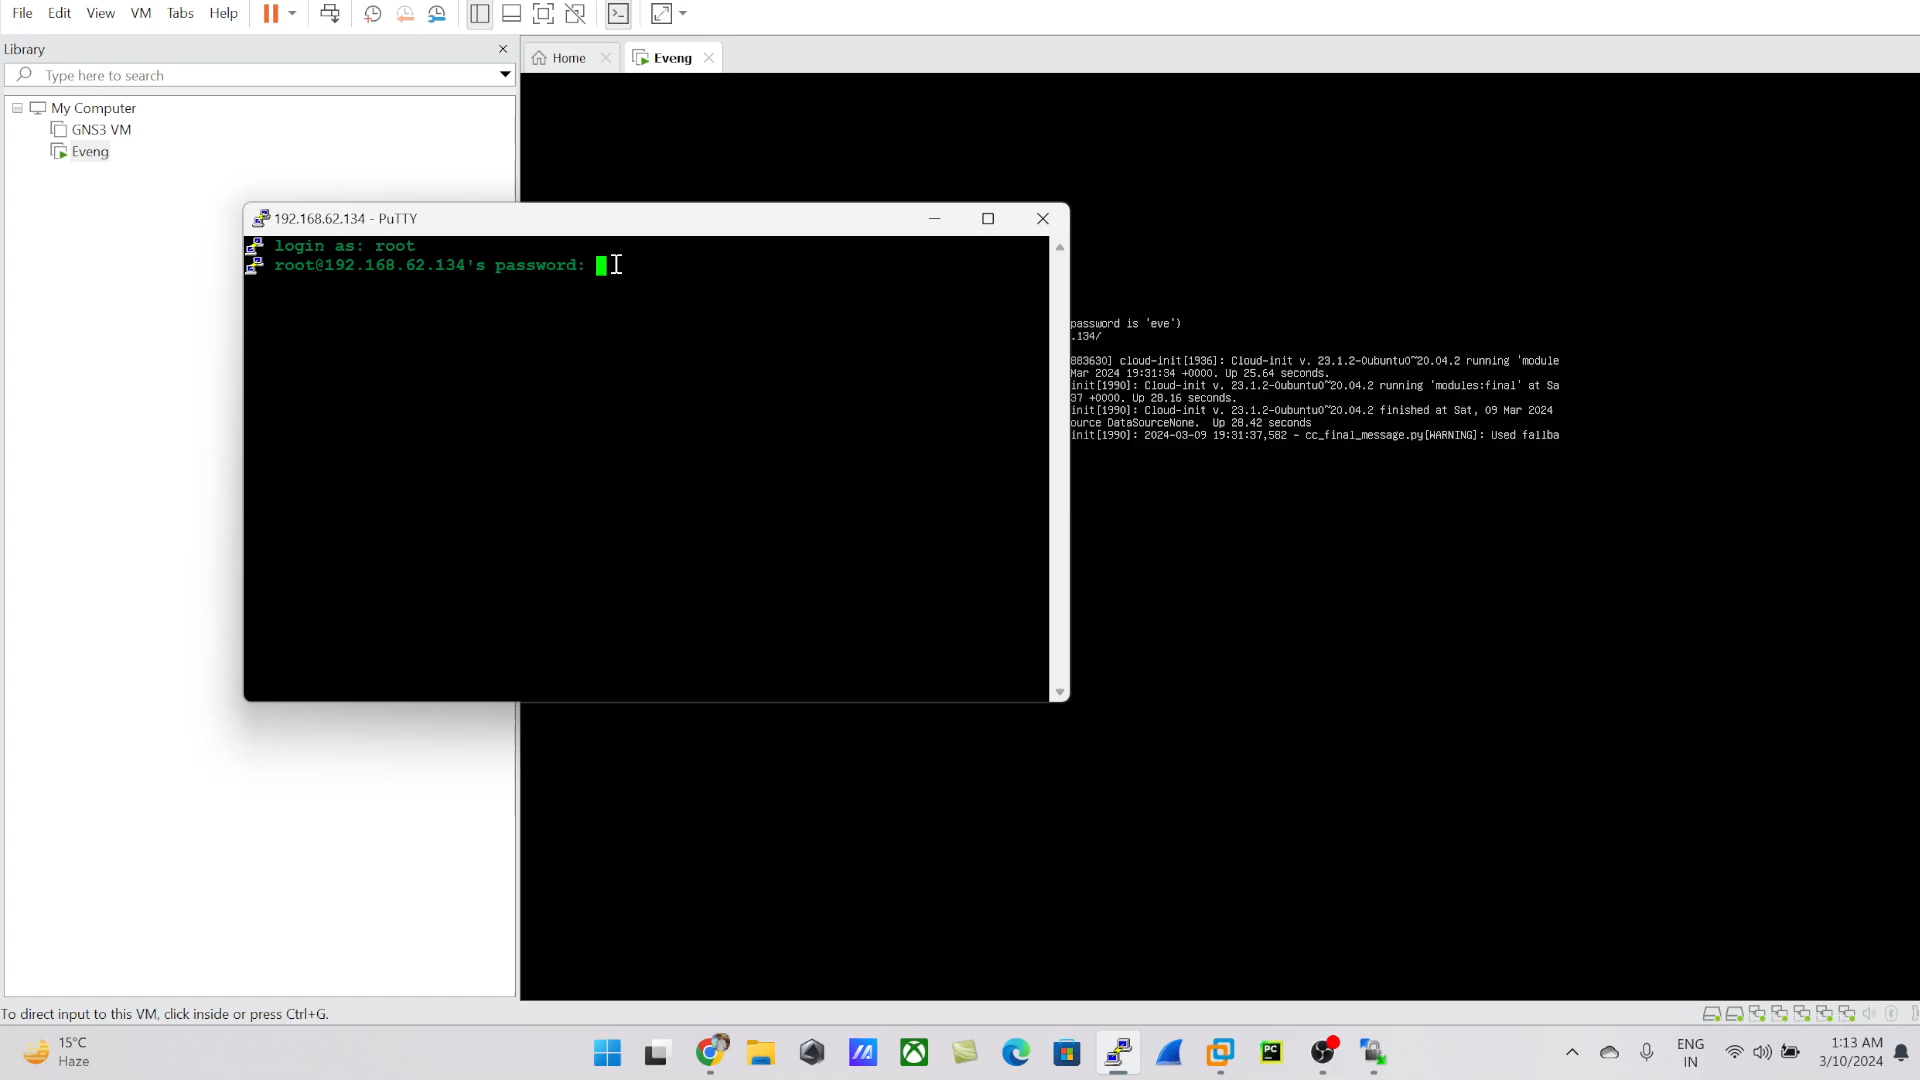 File Edit View VM Tabs Help
Library
Type here to search
My Computer
GNS3 VM
Eveng
Home
Eveng
192.168.62.134 - PuTTY
login as: root
root@192.168.62.134's password:
password is 'eve')
.134/
883630] cloud-init[1936]: Cloud-init v. 23.1.2-0ubuntu0~20.04.2 running 'module
Mar 2024 19:31:34 +0000. Up 25.64 seconds.
init[1990]: Cloud-init v. 23.1.2-0ubuntu0~20.04.2 running 'modules:final' at Sa
37 +0000. Up 28.16 seconds.
init[1990]: Cloud-init v. 23.1.2-0ubuntu0~20.04.2 finished at Sat, 09 Mar 2024
ource DataSourceNone.  Up 28.42 seconds
init[1990]: 2024-03-09 19:31:37,582 - cc_final_message.py[WARNING]: Used fallba
To direct input to this VM, click inside or press Ctrl+G.
15°C
Haze
PC
ENG
IN
1:13 AM
3/10/2024